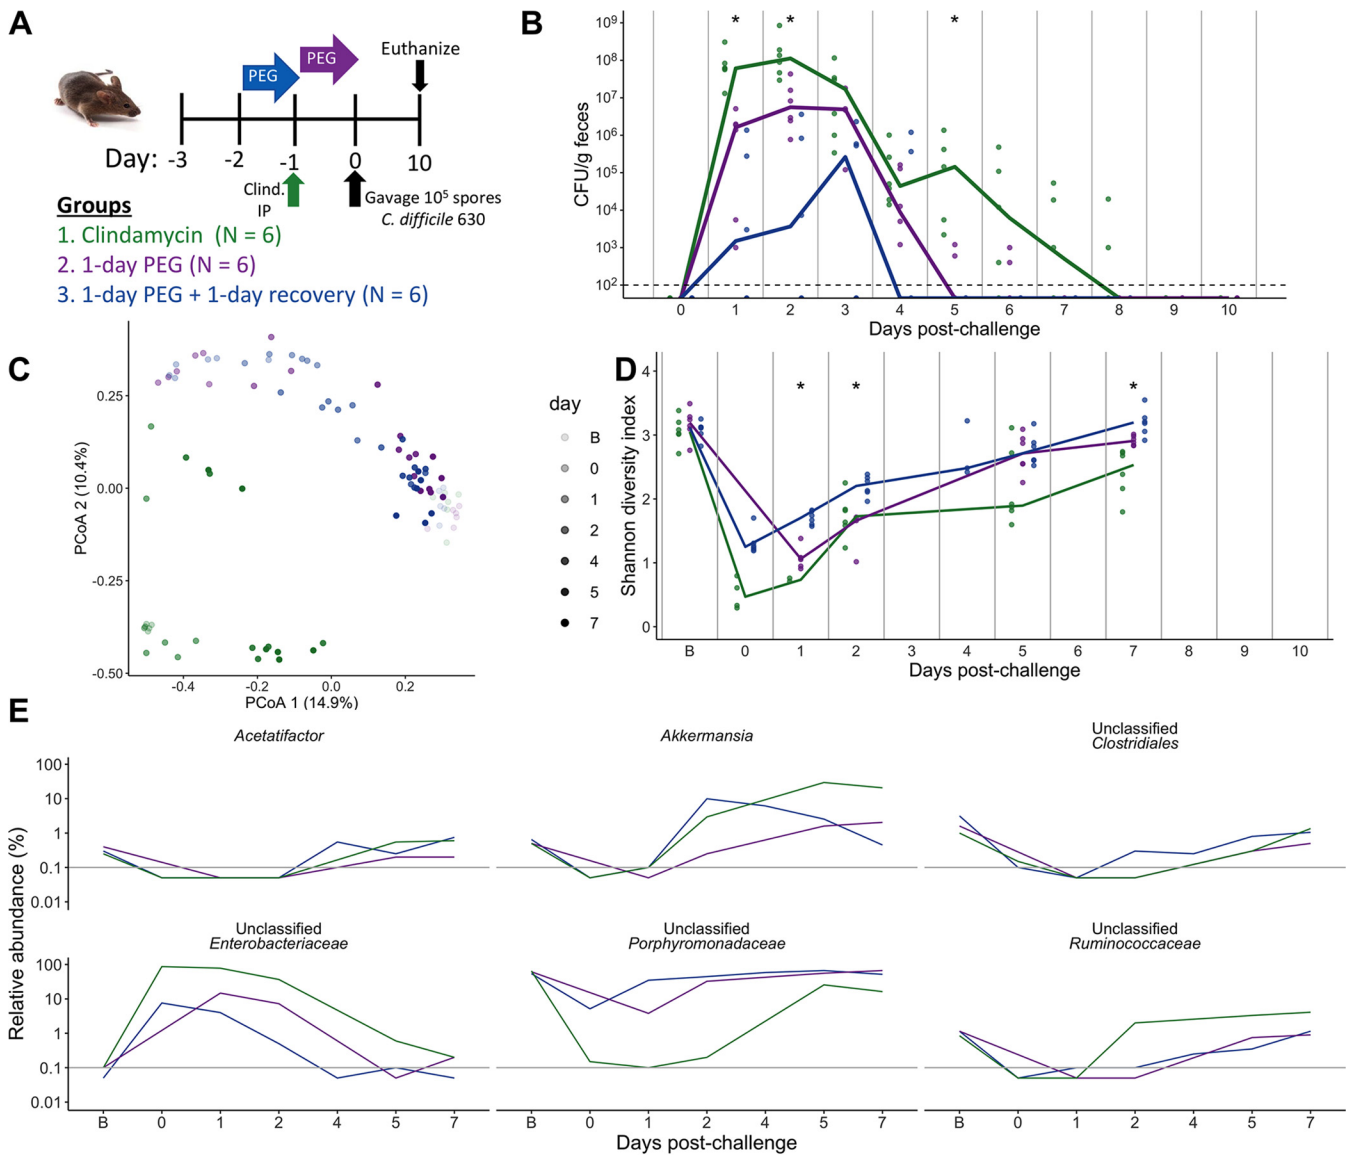 A
PEG
PEG
Euthanize
Day: -3 -2 -1 0 10
Clind.
IP
Gavage 10⁵ spores
C. difficile 630
Groups
1. Clindamycin (N = 6)
2. 1-day PEG (N = 6)
3. 1-day PEG + 1-day recovery (N = 6)
B
* * *
CFU/g feces
10⁹
10⁸
10⁷
10⁶
10⁵
10⁴
10³
10²
0 1 2 3 4 5 6 7 8 9 10
Days post-challenge
C
PCoA 2 (10.4%)
0.25
0.00
-0.25
-0.50
-0.4 -0.2 0.0 0.2
PCoA 1 (14.9%)
day
B
0
1
2
4
5
7
D
* * *
Shannon diversity index
4
3
2
1
0
B 0 1 2 3 4 5 6 7 8 9 10
Days post-challenge
E
Relative abundance (%)
Acetatifactor
Akkermansia
Unclassified
Clostridiales
100
10
1
0.1
0.01
Unclassified
Enterobacteriaceae
Unclassified
Porphyromonadaceae
Unclassified
Ruminococcaceae
100
10
1
0.1
0.01
B 0 1 2 4 5 7
B 0 1 2 4 5 7
B 0 1 2 4 5 7
Days post-challenge